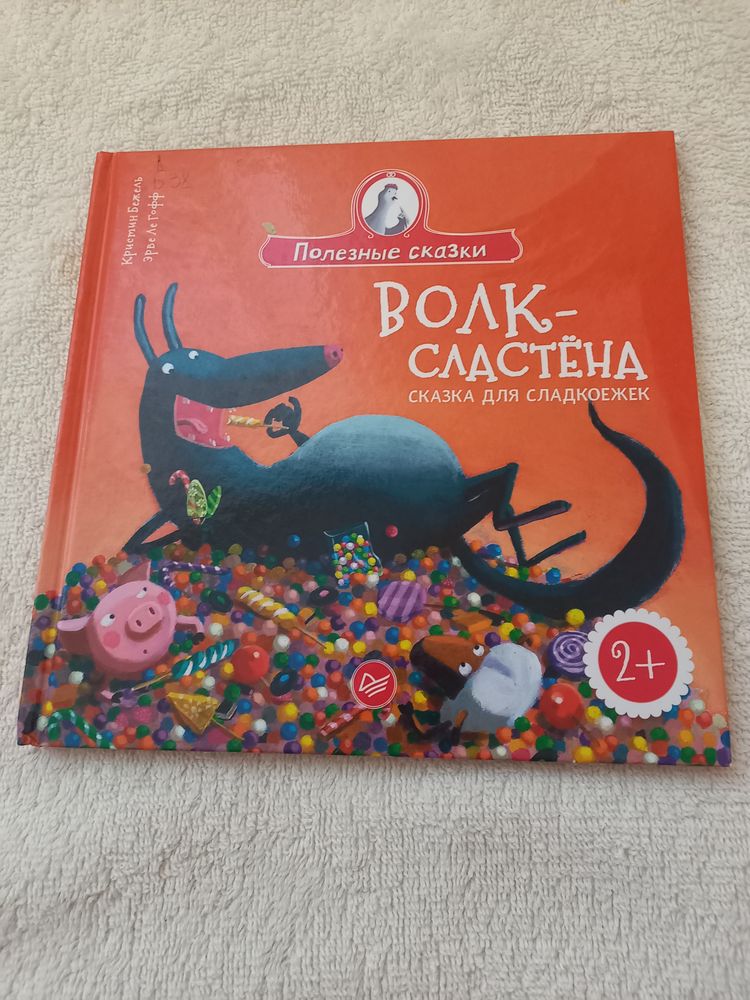 Кристин Бежель
Эрве Ле Гофф
Полезные сказки
ВОЛК-
СЛАСТЁНА
СКАЗКА ДЛЯ СЛАДКОЕЖЕК
2+